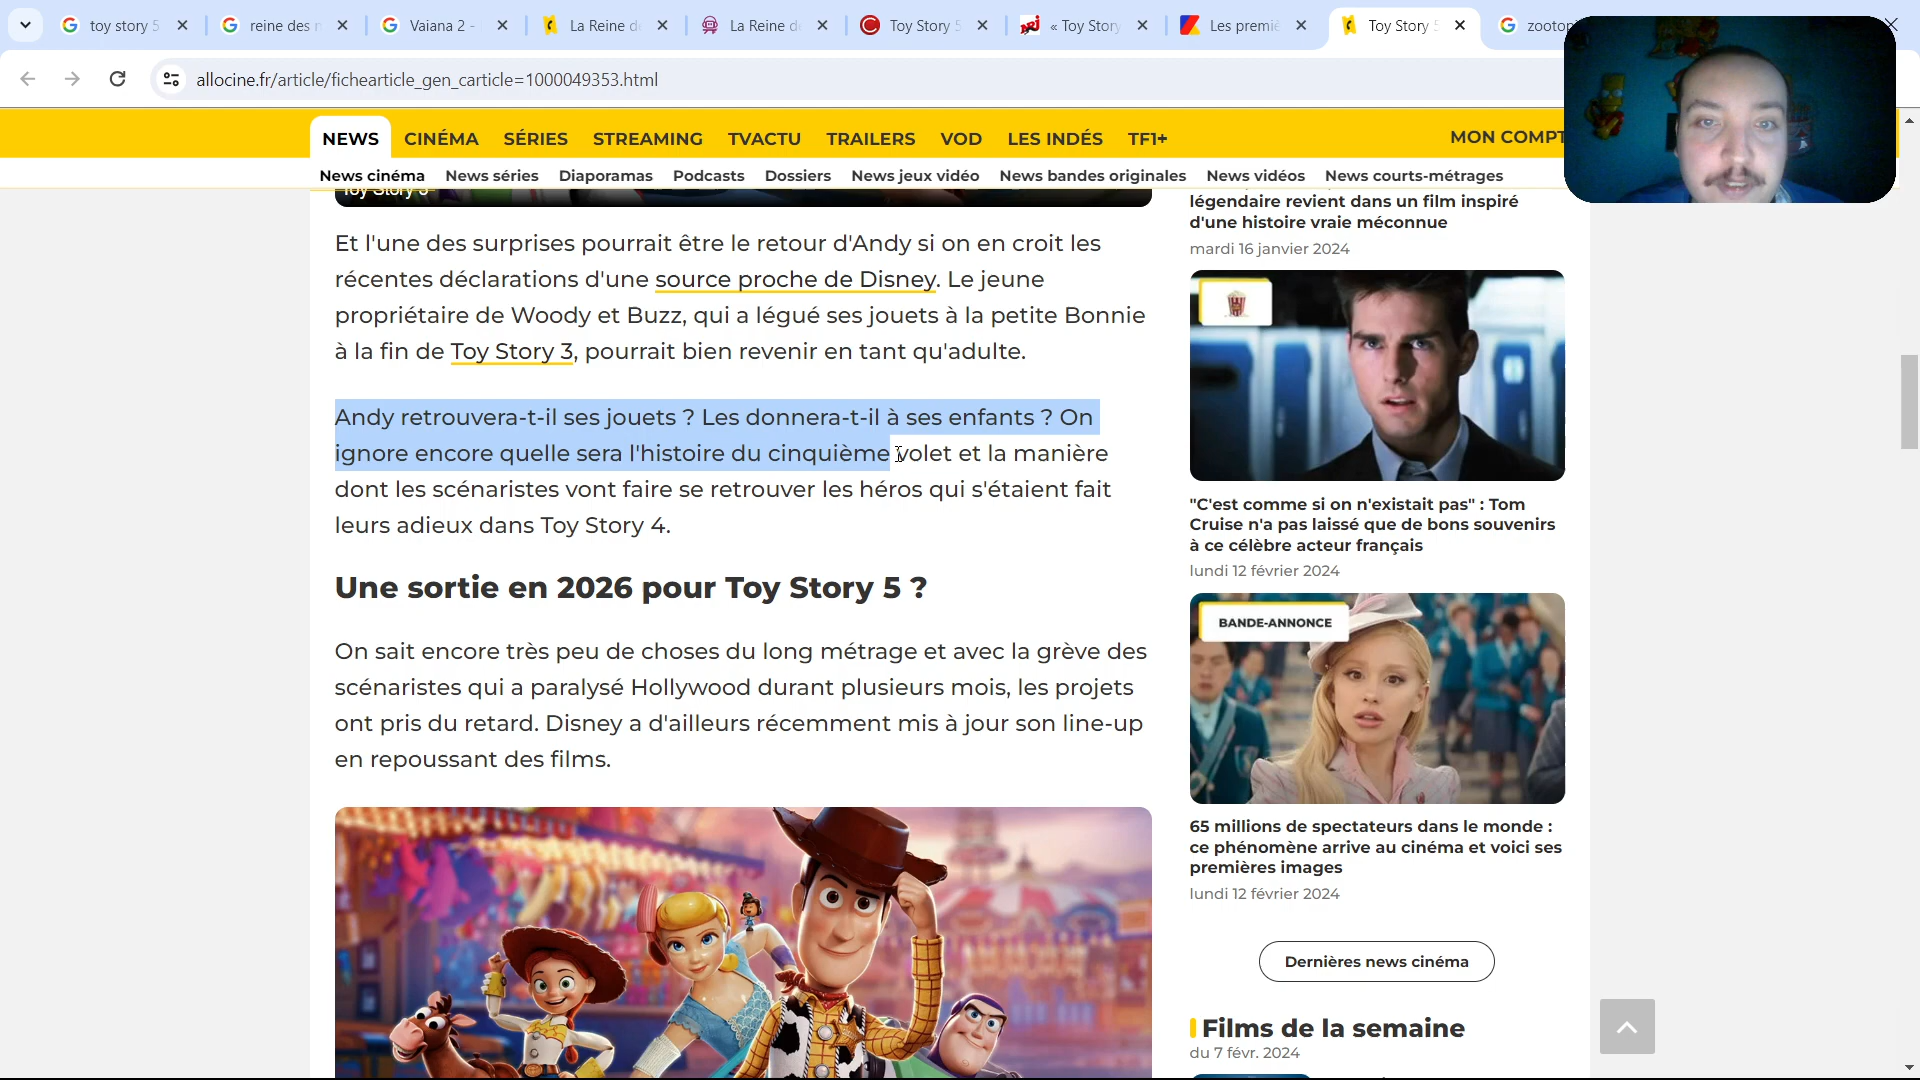 toy story 5
reine des n
Vaiana 2 -
La Reine de
La Reine de
Toy Story 5
« Toy Story
Les premiè
Toy Story 5
zootop
allocine.fr/article/fichearticle_gen_carticle=1000049353.html
NEWS CINÉMA SÉRIES STREAMING TVACTU TRAILERS VOD LES INDÉS TF1+ MON COMPT
News cinéma News séries Diaporamas Podcasts Dossiers News jeux vidéo News bandes originales News vidéos News courts-métrages
Toy Story 5
Et l'une des surprises pourrait être le retour d'Andy si on en croit les
récentes déclarations d'une source proche de Disney. Le jeune
propriétaire de Woody et Buzz, qui a légué ses jouets à la petite Bonnie
à la fin de Toy Story 3, pourrait bien revenir en tant qu'adulte.
Andy retrouvera-t-il ses jouets ? Les donnera-t-il à ses enfants ? On
ignore encore quelle sera l'histoire du cinquième volet et la manière
dont les scénaristes vont faire se retrouver les héros qui s'étaient fait
leurs adieux dans Toy Story 4.
Une sortie en 2026 pour Toy Story 5 ?
On sait encore très peu de choses du long métrage et avec la grève des
scénaristes qui a paralysé Hollywood durant plusieurs mois, les projets
ont pris du retard. Disney a d'ailleurs récemment mis à jour son line-up
en repoussant des films.
légendaire revient dans un film inspiré
d'une histoire vraie méconnue
mardi 16 janvier 2024
"C'est comme si on n'existait pas" : Tom
Cruise n'a pas laissé que de bons souvenirs
à ce célèbre acteur français
lundi 12 février 2024
BANDE-ANNONCE
65 millions de spectateurs dans le monde :
ce phénomène arrive au cinéma et voici ses
premières images
lundi 12 février 2024
Dernières news cinéma
Films de la semaine
du 7 févr. 2024